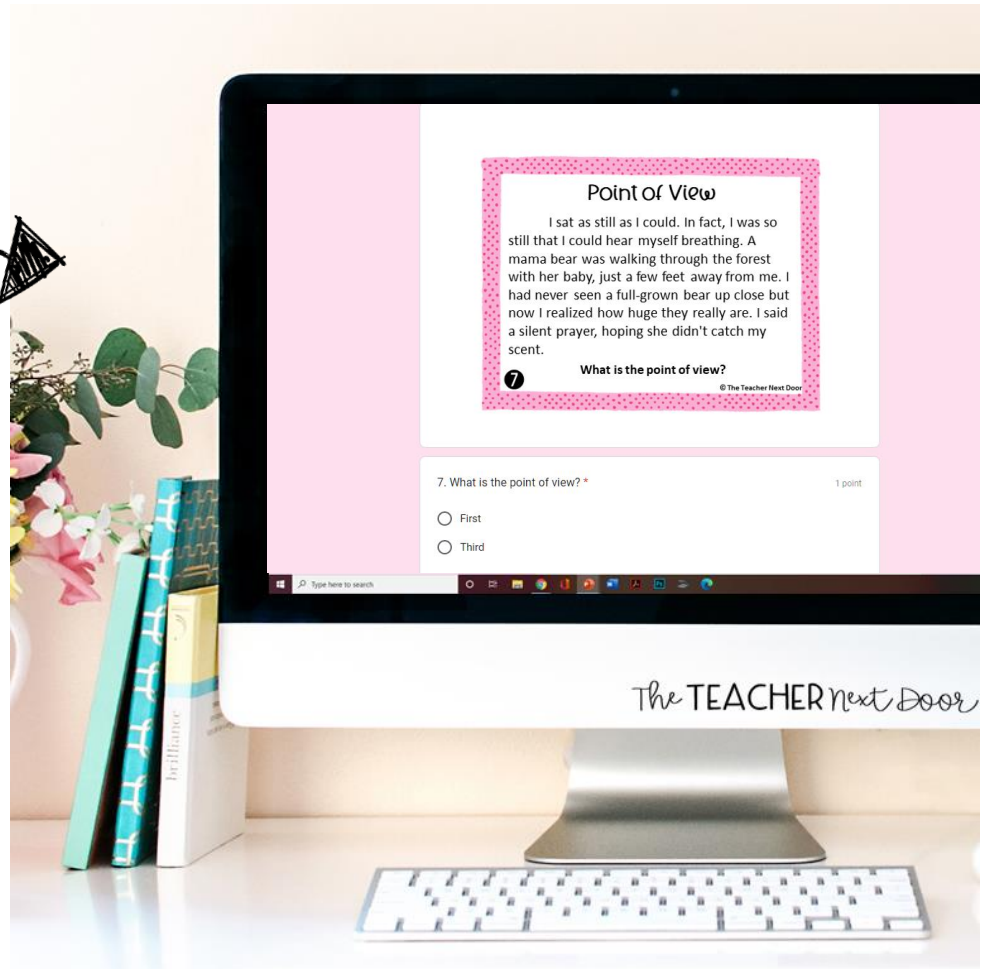 Point of View
I sat as still as I could. In fact, I was so
still that I could hear myself breathing. A
mama bear was walking through the forest
with her baby, just a few feet away from me. I
had never seen a full-grown bear up close but
now I realized how huge they really are. I said
a silent prayer, hoping she didn't catch my
scent.
What is the point of view?
7
© The Teacher Next Door
7. What is the point of view? *
1 point
First
Third
Type here to search
The TEACHER Next Door
brilliance